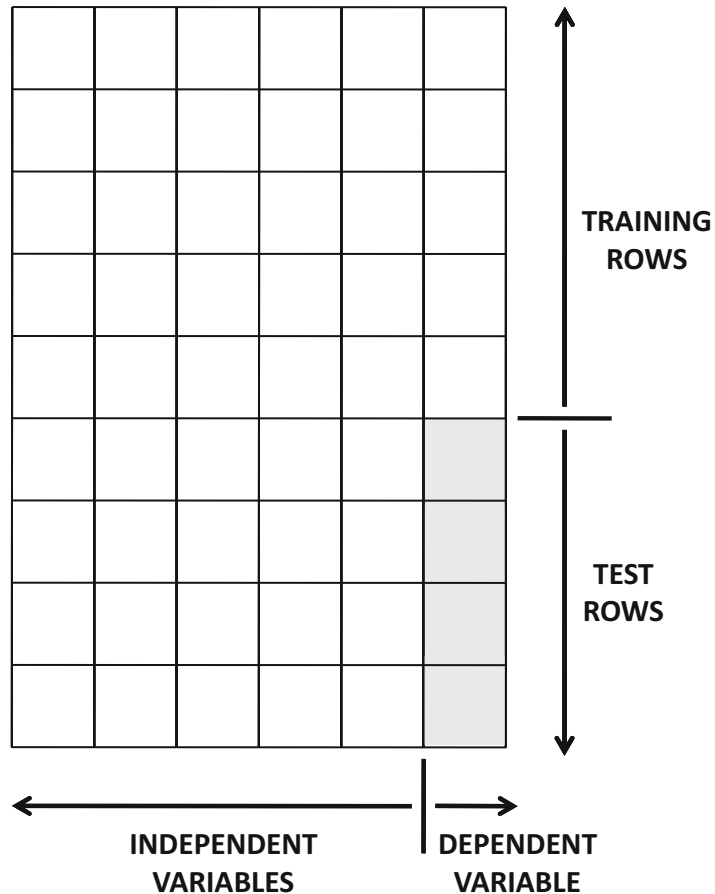 TRAINING
ROWS
TEST
ROWS
INDEPENDENT
VARIABLES
DEPENDENT
VARIABLE